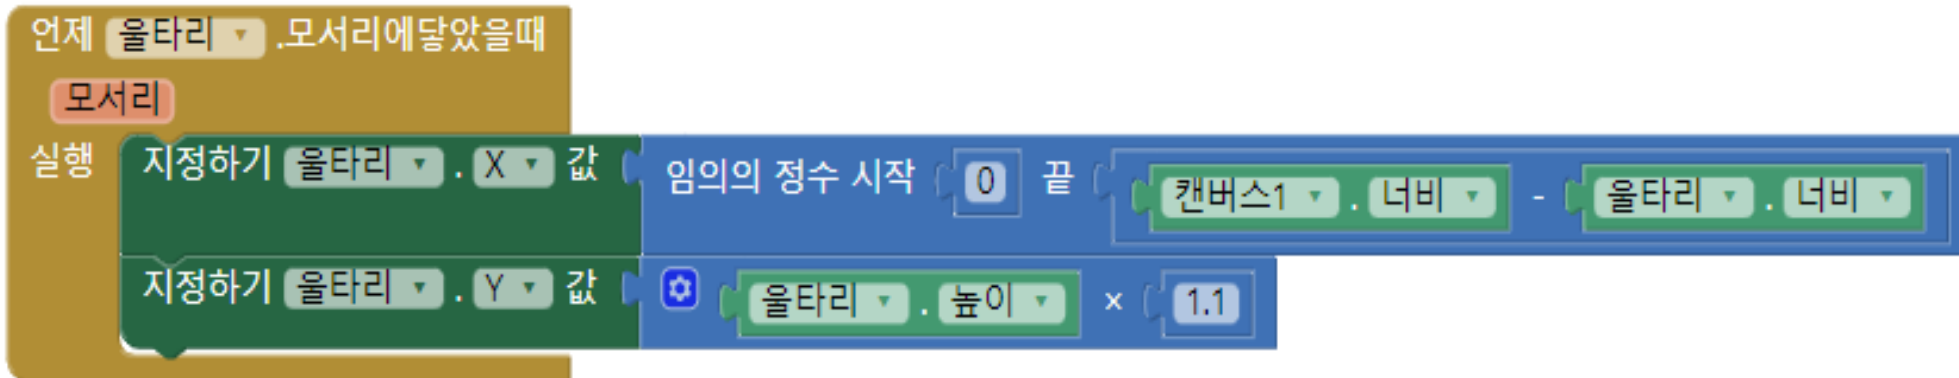 언제 울타리 .모서리에닿았을때
모서리
실행 지정하기 울타리 . X 값 임의의 정수 시작 0 끝 캔버스1 . 너비 - 울타리 . 너비
지정하기 울타리 . Y 값 울타리 . 높이 × 1.1